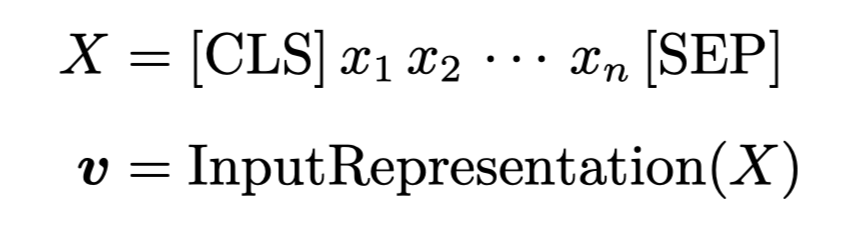 X = [CLS] x₁ x₂ ⋯ xₙ [SEP]
v = InputRepresentation(X)